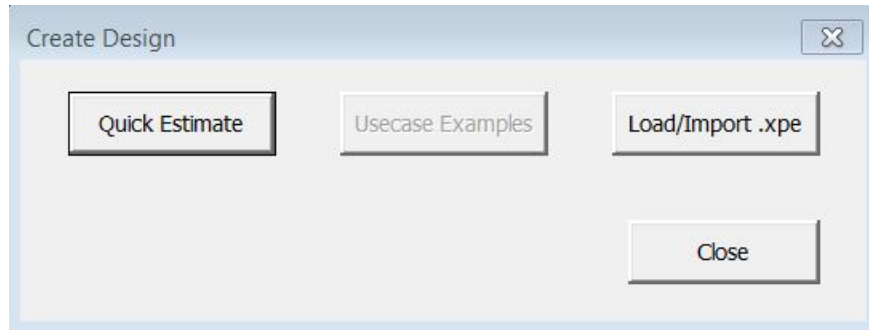 Create Design
Quick Estimate
Usecase Examples
Load/Import .xpe
Close